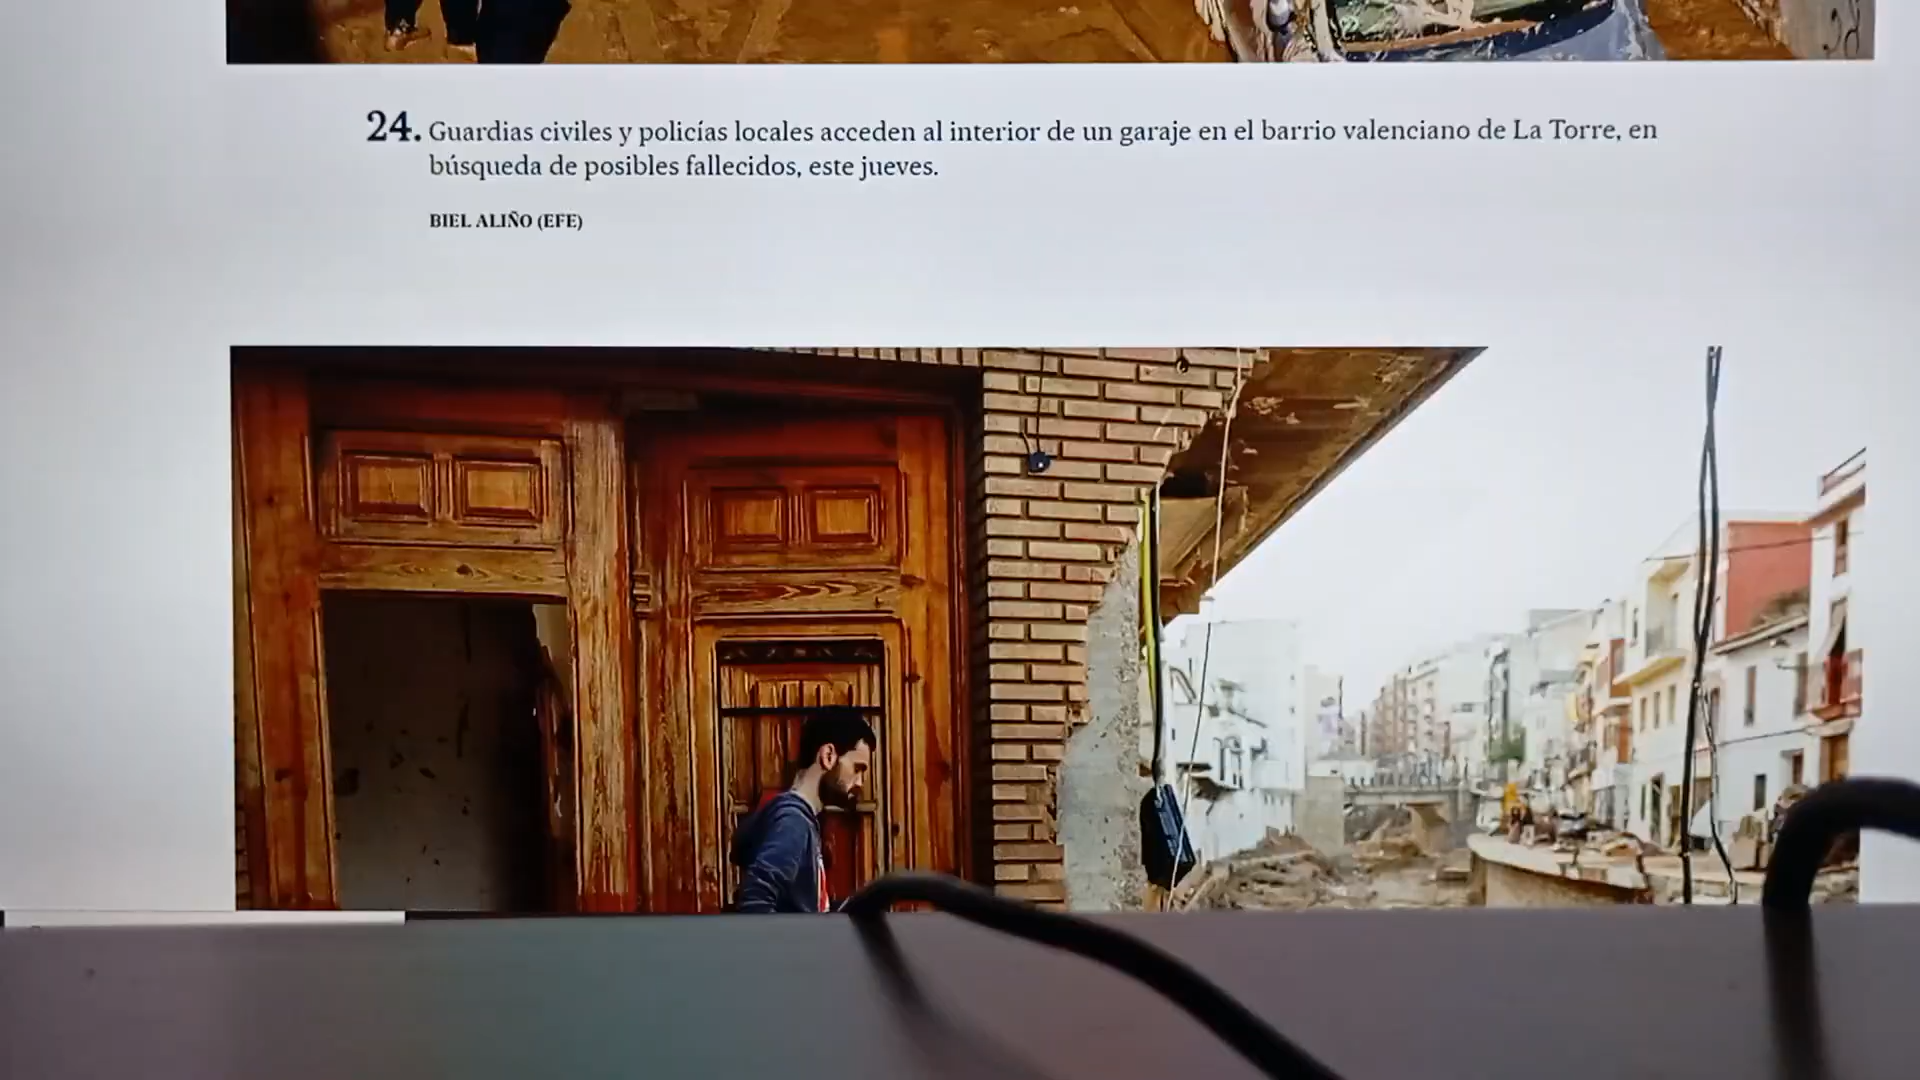 24. Guardias civiles y policías locales acceden al interior de un garaje en el barrio valenciano de La Torre, en
búsqueda de posibles fallecidos, este jueves.
BIEL ALIÑO (EFE)